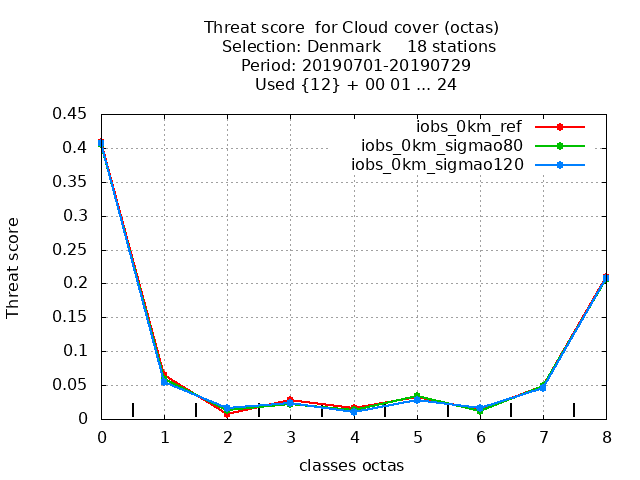 Threat score  for Cloud cover (octas)
Selection: Denmark     18 stations
Period: 20190701-20190729
Used {12} + 00 01 ... 24
iobs_0km_ref
iobs_0km_sigmao80
iobs_0km_sigmao120
Threat score
0.45
0.4
0.35
0.3
0.25
0.2
0.15
0.1
0.05
0
0 1 2 3 4 5 6 7 8
classes octas